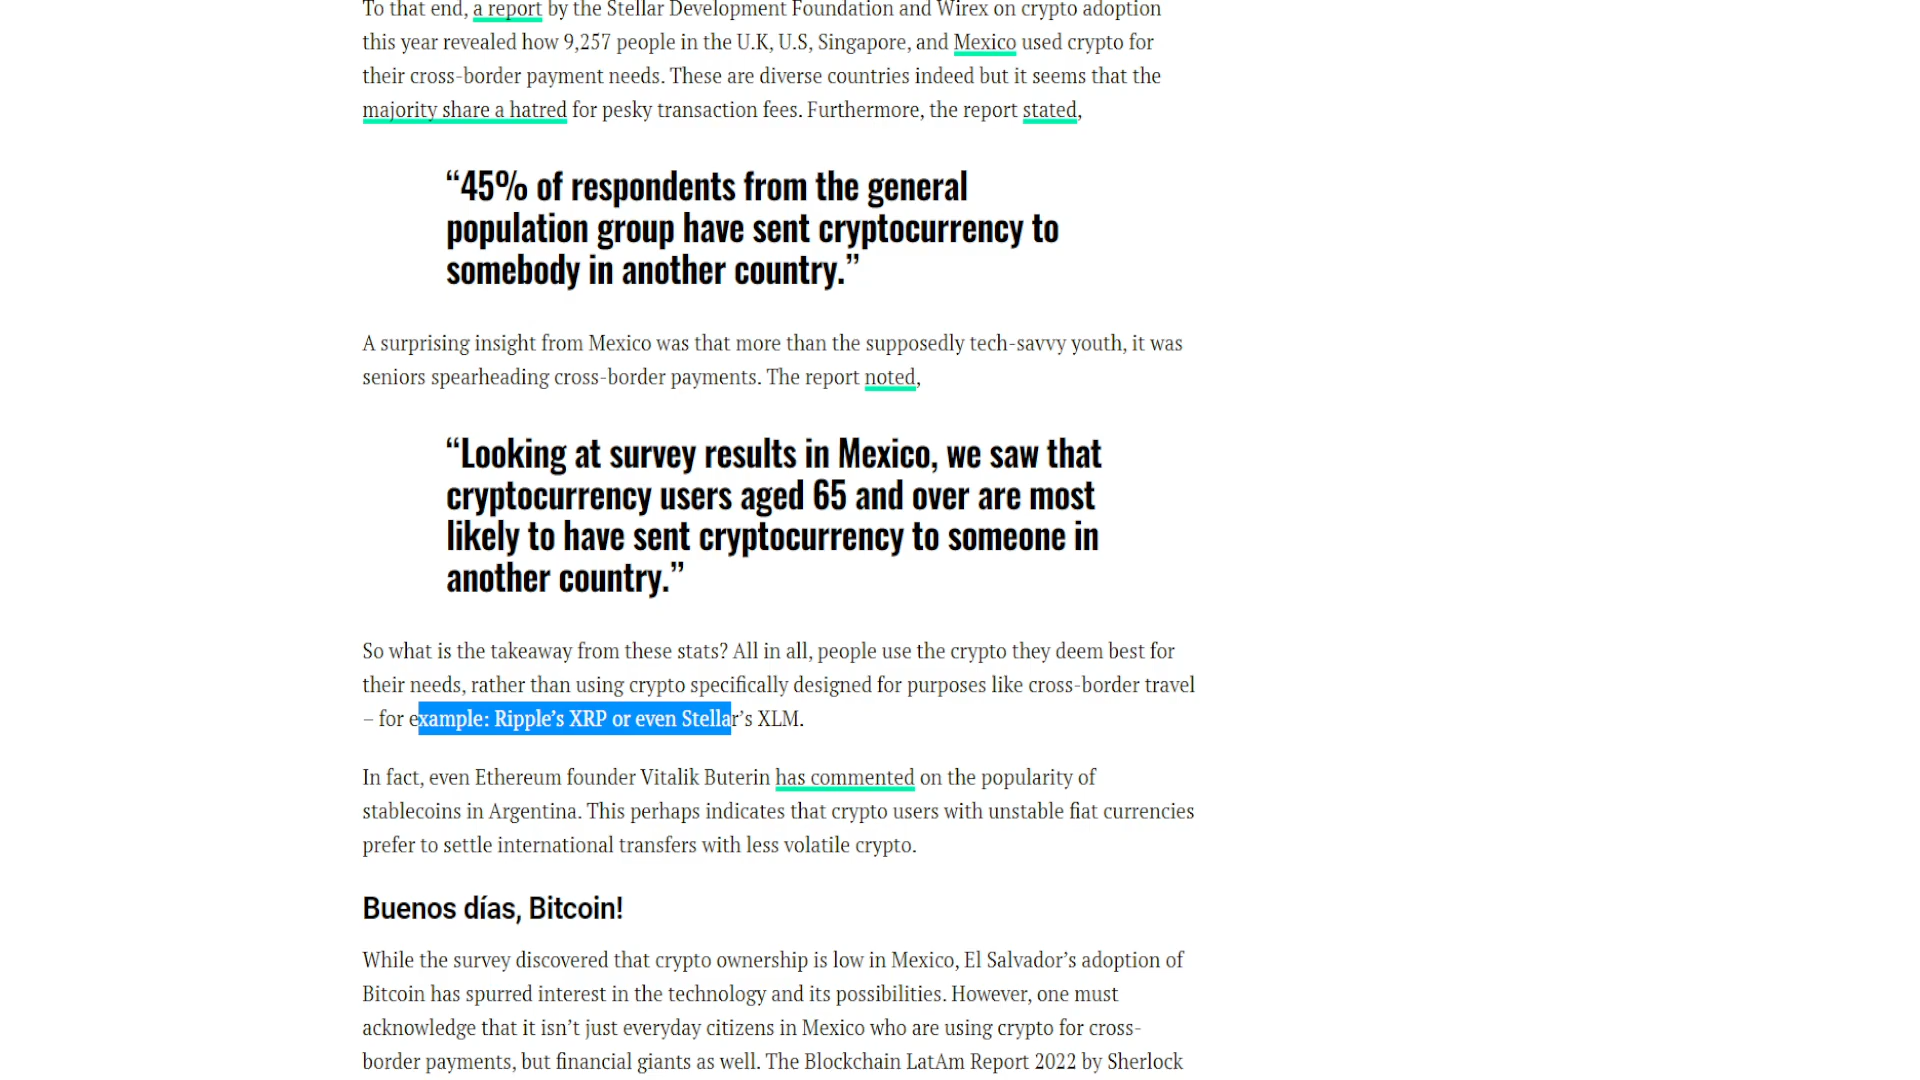 To that end, a report by the Stellar Development Foundation and Wirex on crypto adoption
this year revealed how 9,257 people in the U.K, U.S, Singapore, and Mexico used crypto for
their cross-border payment needs. These are diverse countries indeed but it seems that the
majority share a hatred for pesky transaction fees. Furthermore, the report stated,
“45% of respondents from the general
population group have sent cryptocurrency to
somebody in another country.”
A surprising insight from Mexico was that more than the supposedly tech-savvy youth, it was
seniors spearheading cross-border payments. The report noted,
“Looking at survey results in Mexico, we saw that
cryptocurrency users aged 65 and over are most
likely to have sent cryptocurrency to someone in
another country.”
So what is the takeaway from these stats? All in all, people use the crypto they deem best for
their needs, rather than using crypto specifically designed for purposes like cross-border travel
– for example: Ripple’s XRP or even Stellar’s XLM.
In fact, even Ethereum founder Vitalik Buterin has commented on the popularity of
stablecoins in Argentina. This perhaps indicates that crypto users with unstable fiat currencies
prefer to settle international transfers with less volatile crypto.
Buenos días, Bitcoin!
While the survey discovered that crypto ownership is low in Mexico, El Salvador’s adoption of
Bitcoin has spurred interest in the technology and its possibilities. However, one must
acknowledge that it isn’t just everyday citizens in Mexico who are using crypto for cross-
border payments, but financial giants as well. The Blockchain LatAm Report 2022 by Sherlock